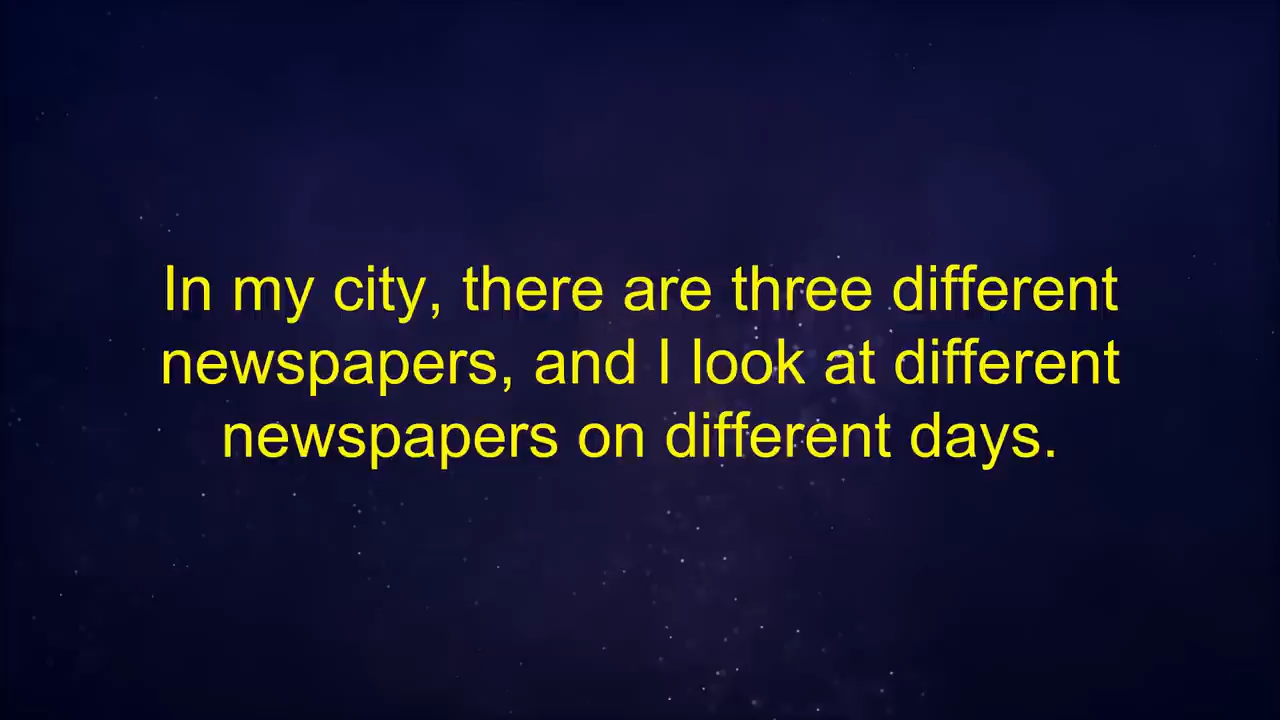 In my city, there are three different
newspapers, and I look at different
newspapers on different days.